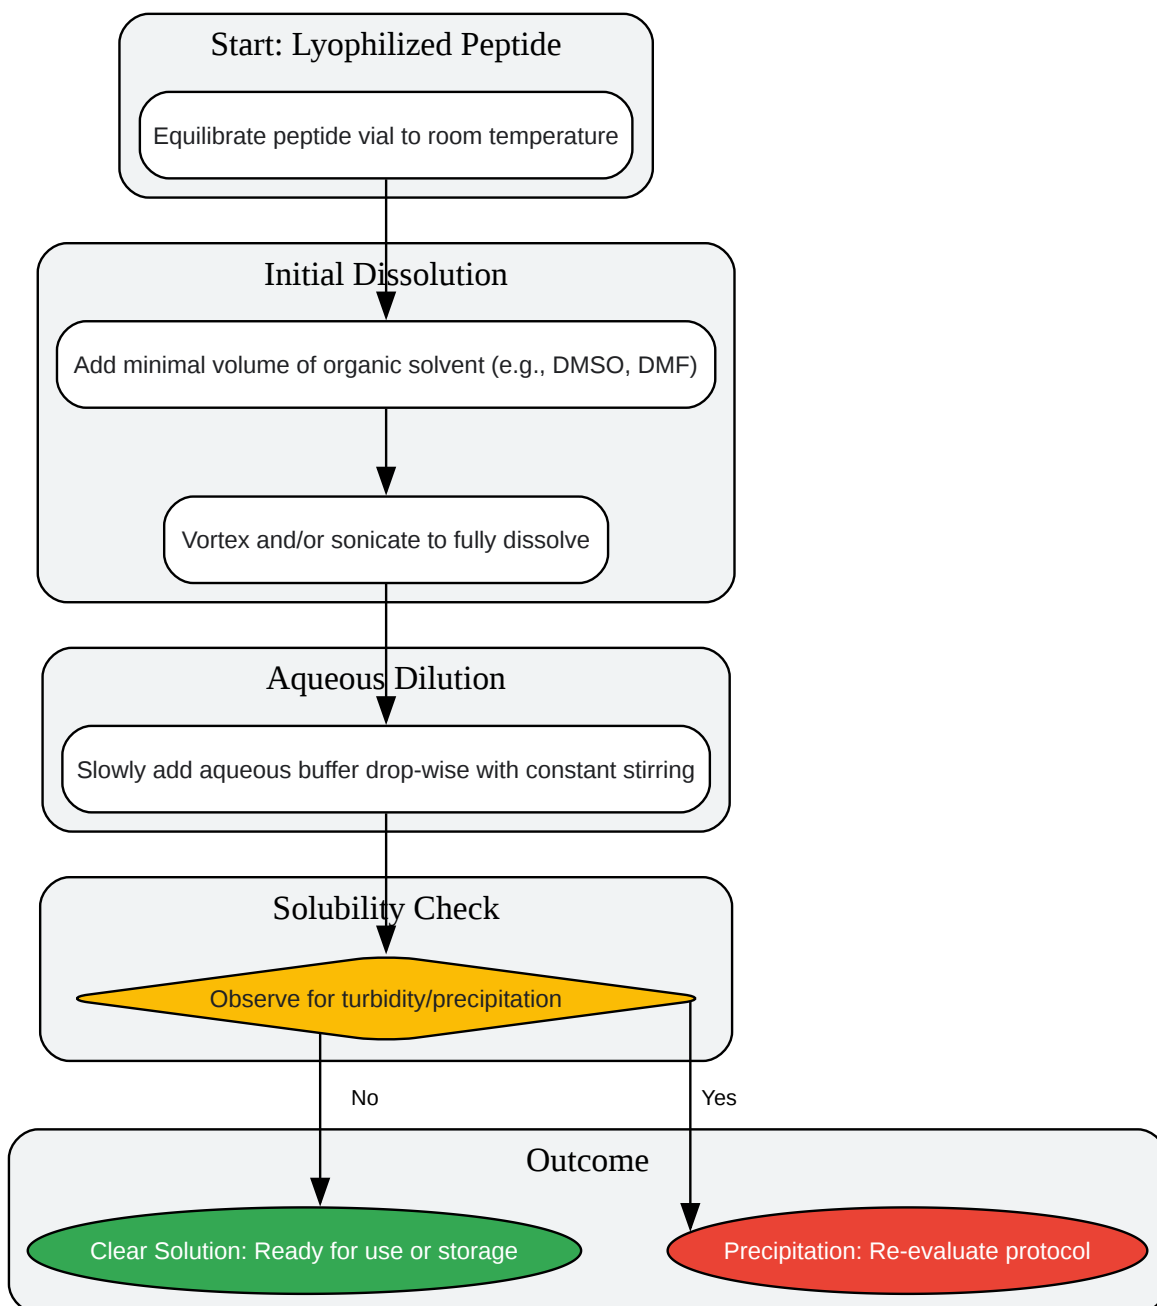 Start: Lyophilized Peptide
Equilibrate peptide vial to room temperature
Initial Dissolution
Add minimal volume of organic solvent (e.g., DMSO, DMF)
Vortex and/or sonicate to fully dissolve
Aqueous Dilution
Slowly add aqueous buffer drop-wise with constant stirring
Solubility Check
Observe for turbidity/precipitation
No
Yes
Outcome
Clear Solution: Ready for use or storage
Precipitation: Re-evaluate protocol